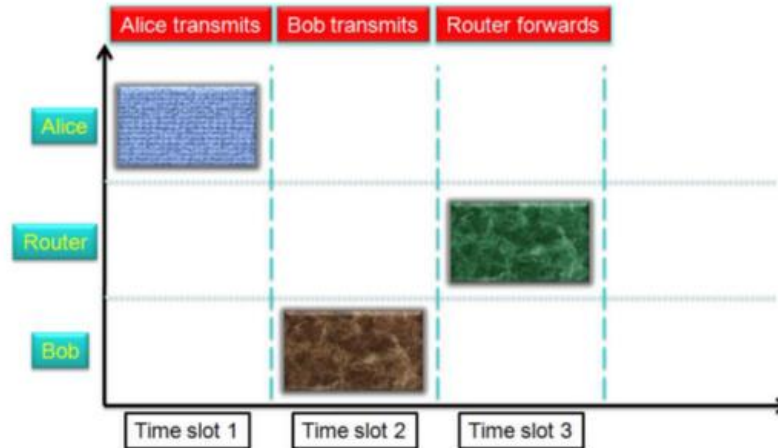 Alice transmits
Bob transmits
Router forwards
Alice
Router
Bob
Time slot 1
Time slot 2
Time slot 3